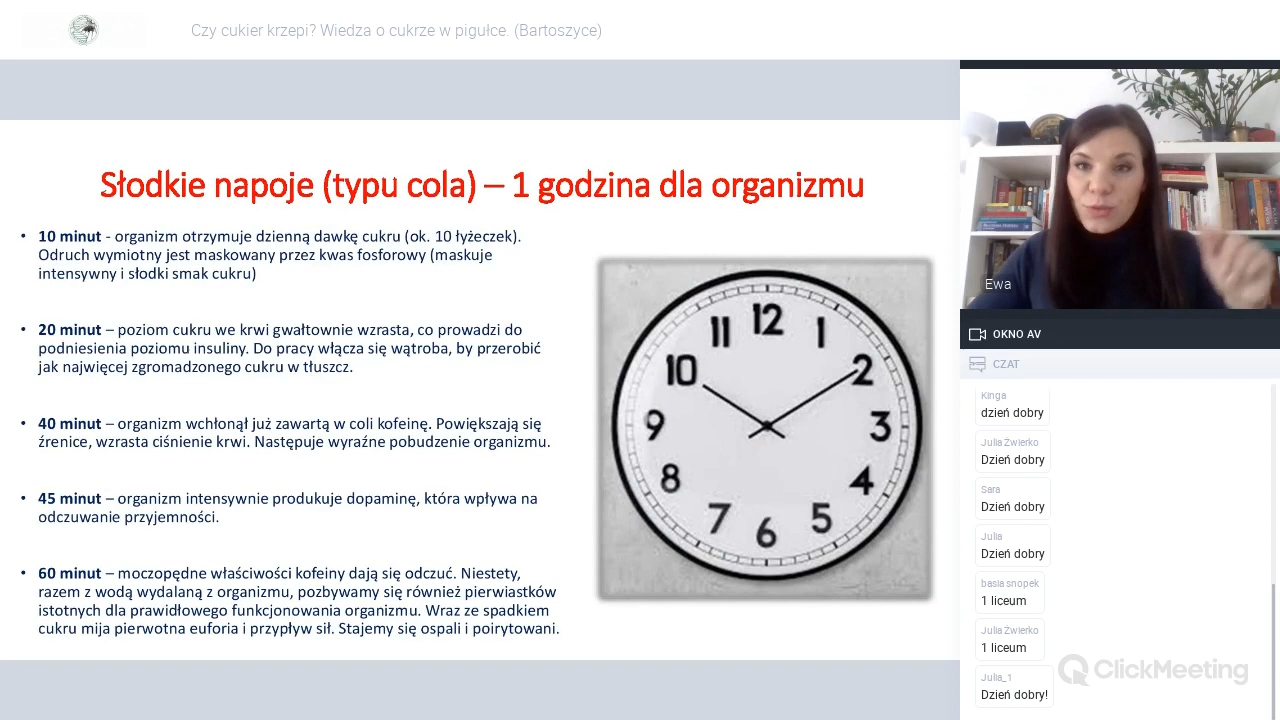 Czy cukier krzepi? Wiedza o cukrze w pigułce. (Bartoszyce)
Słodkie napoje (typu cola) – 1 godzina dla organizmu
• 10 minut - organizm otrzymuje dzienną dawkę cukru (ok. 10 łyżeczek).
Odruch wymiotny jest maskowany przez kwas fosforowy (maskuje
intensywny i słodki smak cukru)
• 20 minut – poziom cukru we krwi gwałtownie wzrasta, co prowadzi do
podniesienia poziomu insuliny. Do pracy włącza się wątroba, by przerobić
jak najwięcej zgromadzonego cukru w tłuszcz.
• 40 minut – organizm wchłonął już zawartą w coli kofeinę. Powiększają się
źrenice, wzrasta ciśnienie krwi. Następuje wyraźne pobudzenie organizmu.
• 45 minut – organizm intensywnie produkuje dopaminę, która wpływa na
odczuwanie przyjemności.
• 60 minut – moczopędne właściwości kofeiny dają się odczuć. Niestety,
razem z wodą wydalaną z organizmu, pozbywamy się również pierwiastków
istotnych dla prawidłowego funkcjonowania organizmu. Wraz ze spadkiem
cukru mija pierwotna euforia i przypływ sił. Stajemy się ospali i poirytowani.
12
1
2
3
4
5
6
7
8
9
10
11
Ewa
OKNO AV
CZAT
Kinga
dzień dobry
Julia Żwierko
Dzień dobry
Sara
Dzień dobry
Julia
Dzień dobry
basia snopek
1 liceum
Julia Żwierko
1 liceum
Julia_1
Dzień dobry!
ClickMeeting